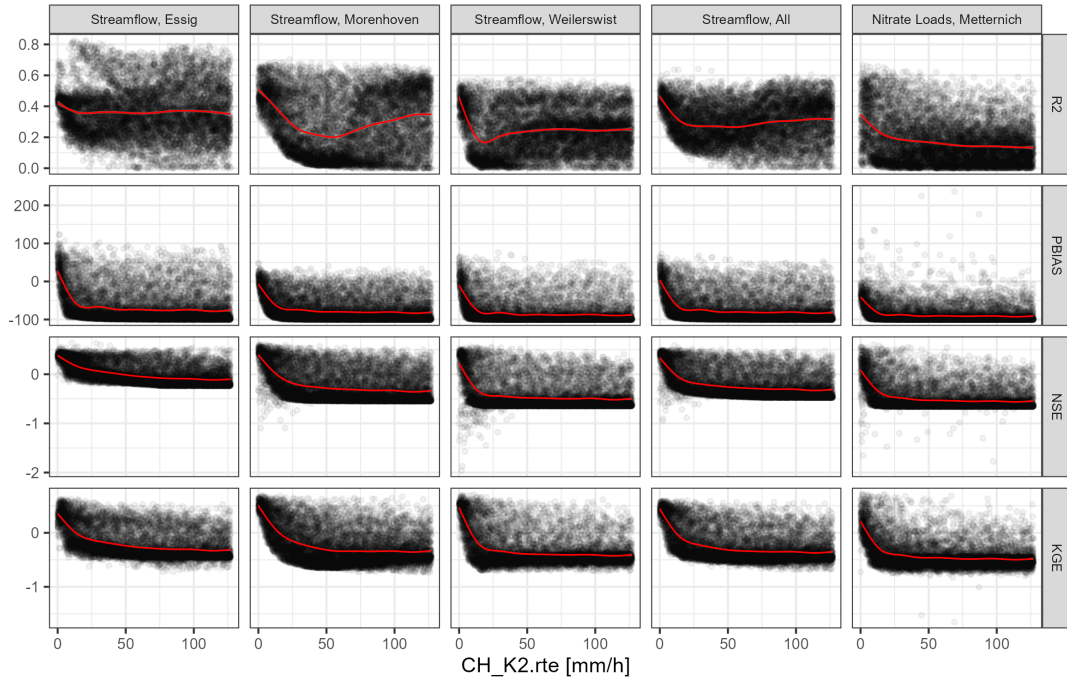 Streamflow, Essig Streamflow, Morenhoven Streamflow, Weilerswist Streamflow, All Nitrate Loads, Metternich
0.8
0.6
0.4
0.2
0.0
R2
200
100
0
-100
PBIAS
0
-1
-2
NSE
0
-1
KGE
0 50 100 0 50 100 0 50 100 0 50 100 0 50 100
CH_K2.rte [mm/h]